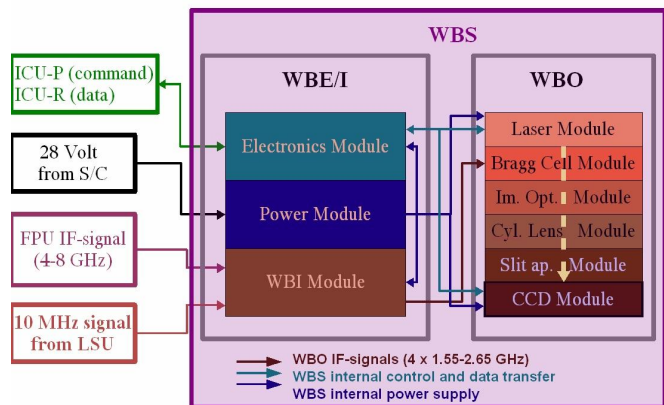 WBS
ICU-P (command)
ICU-R (data)
28 Volt
from S/C
FPU IF-signal
(4-8 GHz)
10 MHz signal
from LSU
WBE/I
Electronics Module
Power Module
WBI Module
WBO
Laser Module
Bragg Cell Module
Im. Opt. Module
Cyl. Lens Module
Slit ap. Module
CCD Module
WBO IF-signals (4 x 1.55-2.65 GHz)
WBS internal control and data transfer
WBS internal power supply